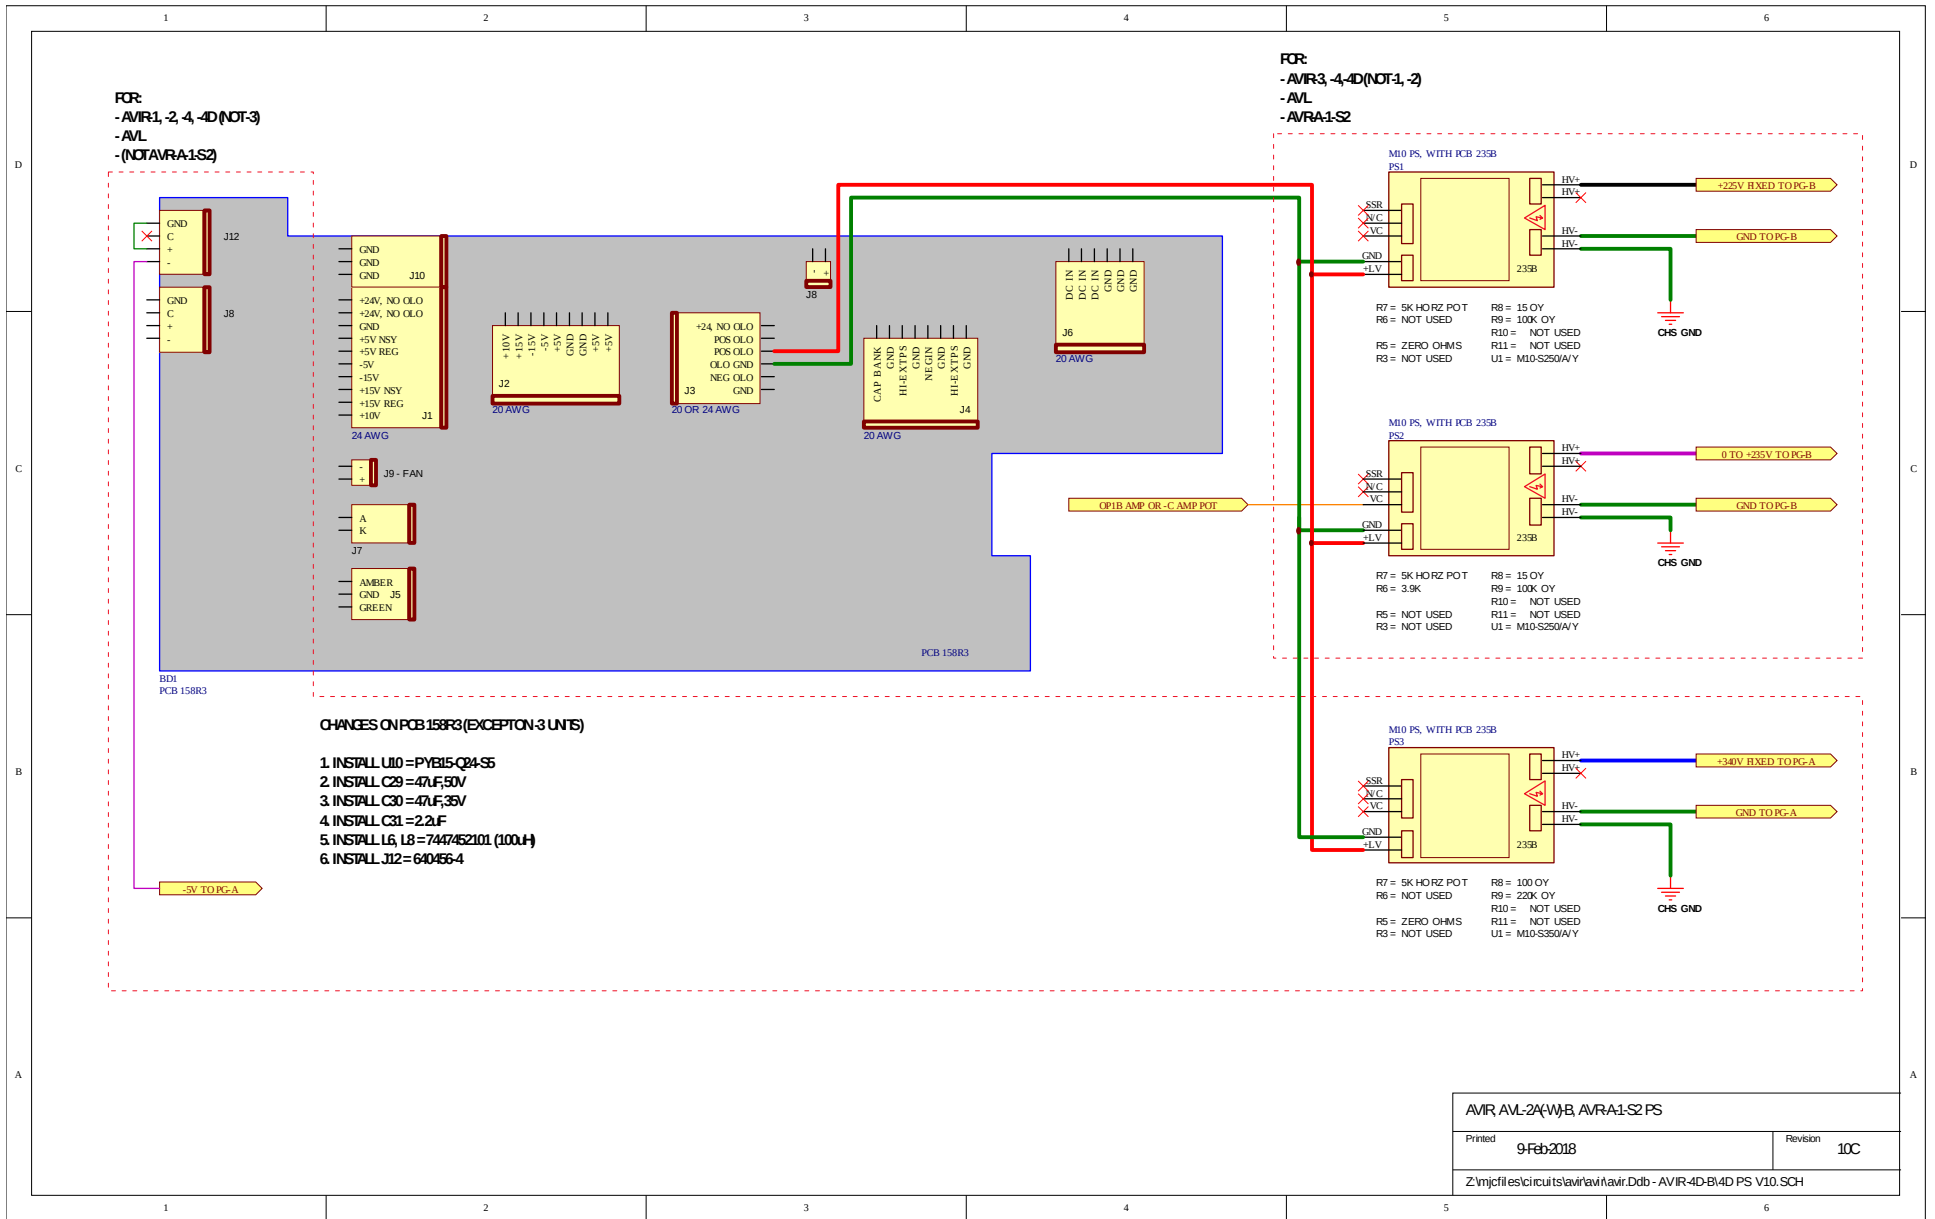 1 2 3 4 5 6
FOR:
- AVIR-1, -2, -4, -4D (NOT -3)
- AVL
- (NOT AVR-A-1-S2)
FOR:
- AVIR-3, -4, -4D (NOT -1, -2)
- AVL
- AVR-A-1-S2
D
D
GND
C
+
-
J12
GND
C
+
-
J8
GND
GND
GND
J10
+24V, NO OLO
+24V, NO OLO
GND
+5V NSY
+5V REG
-5V
-15V
+15V NSY
+15V REG
+10V
J1
24 AWG
+10V
+15V
-15V
-5V
+5V
GND
GND
+5V
+5V
J2
20 AWG
+24, NO OLO
POS OLO
POS OLO
OLO GND
NEG OLO
GND
J3
20 OR 24 AWG
- +
J8
CAP BANK
GND
HI-EXTPS
GND
NEGIN
GND
HI-EXTPS
GND
J4
20 AWG
DC IN
DC IN
DC IN
GND
GND
GND
J6
20 AWG
-
+
J9 - FAN
A
K
J7
AMBER
GND
GREEN
J5
PCB 158R3
BD1
PCB 158R3
M10 PS, WITH PCB 235B
PS1
SSR
N/C
VC
GND
+LV
HV+
HV+
HV-
HV-
235B
+225V FIXED TO PG-B
GND TO PG-B
CHS GND
R7 = 5K HORZ POT R8 = 15 OY
R6 = NOT USED R9 = 100K OY
R10 = NOT USED
R5 = ZERO OHMS R11 = NOT USED
R3 = NOT USED U1 = M10-S250/A/Y
C
C
M10 PS, WITH PCB 235B
PS2
SSR
N/C
VC
GND
+LV
HV+
HV+
HV-
HV-
235B
OP1B AMP OR -C AMP POT
0 TO +235V TO PG-B
GND TO PG-B
CHS GND
R7 = 5K HORZ POT R8 = 15 OY
R6 = 3.9K R9 = 100K OY
R10 = NOT USED
R5 = NOT USED R11 = NOT USED
R3 = NOT USED U1 = M10-S250/A/Y
CHANGES ON PCB 158R3 (EXCEPT ON -3 UNITS)
1. INSTALL U10 = PYB15-Q24-S5
2. INSTALL C29 = 47uF, 50V
3. INSTALL C30 = 47uF, 35V
4. INSTALL C31 = 2.2uF
5. INSTALL L6, L8 = 7447452101 (100uH)
6. INSTALL J12 = 640456-4
-5V TO PG-A
B
B
M10 PS, WITH PCB 235B
PS3
SSR
N/C
VC
GND
+LV
HV+
HV+
HV-
HV-
235B
+340V FIXED TO PG-A
GND TO PG-A
CHS GND
R7 = 5K HORZ POT R8 = 100 OY
R6 = NOT USED R9 = 220K OY
R10 = NOT USED
R5 = ZERO OHMS R11 = NOT USED
R3 = NOT USED U1 = M10-S350/A/Y
A
A
AVIR, AVL-2A(-W)-B, AVR-A-1-S2 PS
Printed 9-Feb-2018 Revision 10C
Z:\mjcfiles\circuits\avir\avir\avir.Ddb - AVIR-4D-B\4D PS V10.SCH
1 2 3 4 5 6